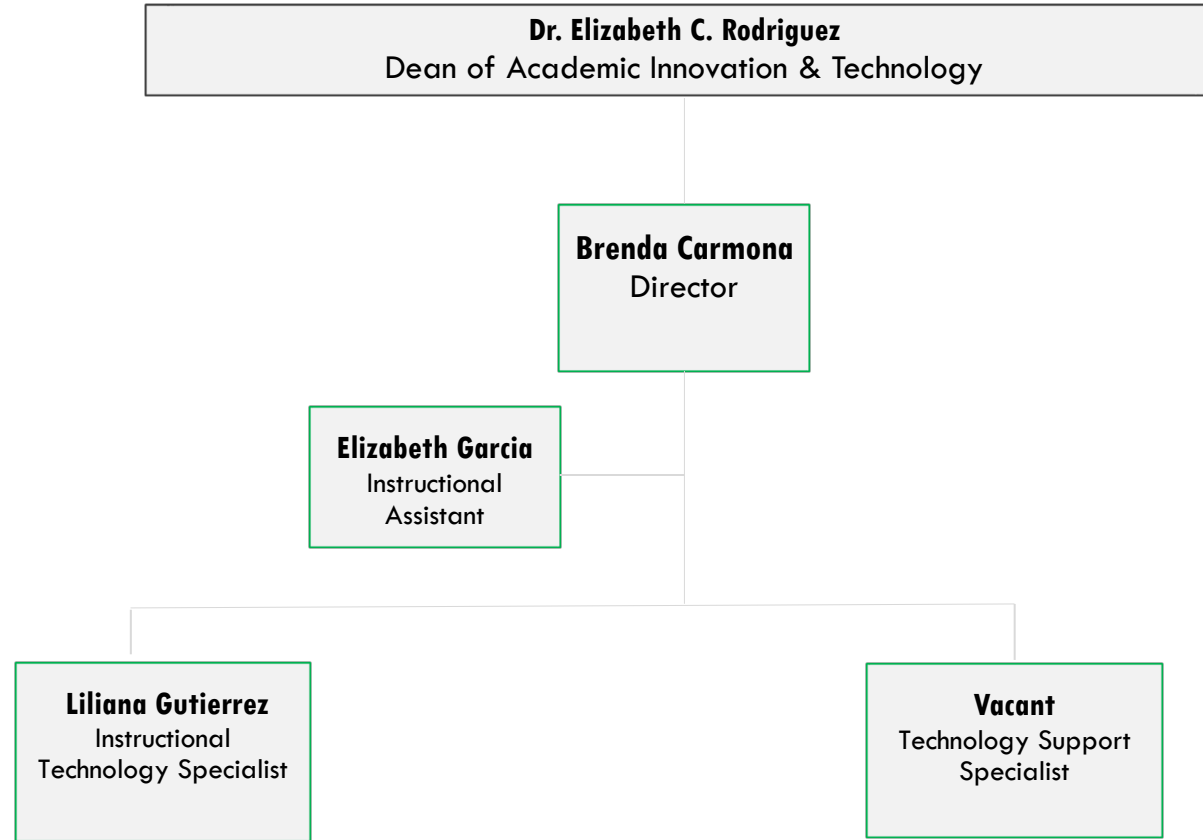 Dr. Elizabeth C. Rodriguez
Dean of Academic Innovation & Technology
Brenda Carmona
Director
Elizabeth Garcia
Instructional
Assistant
Liliana Gutierrez
Instructional
Technology Specialist
Vacant
Technology Support
Specialist